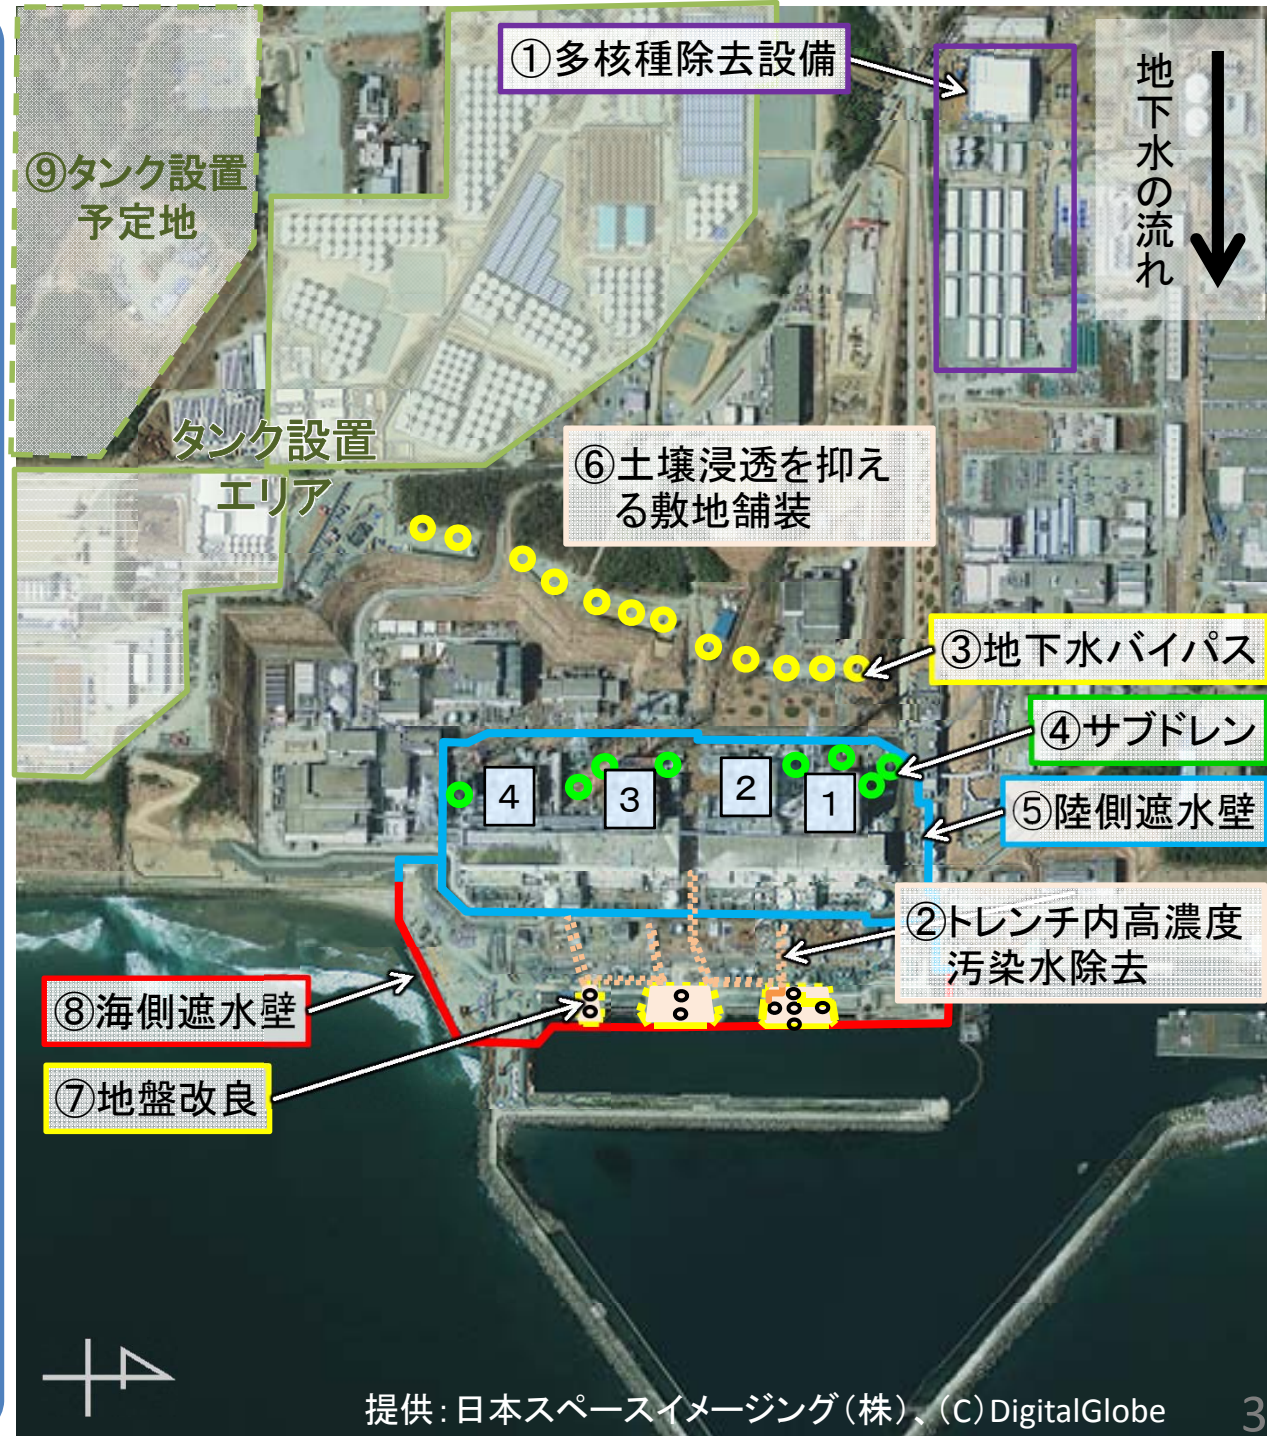 ①多核種除去設備
地下水の流れ
⑨タンク設置
予定地
タンク設置
エリア
⑥土壌浸透を抑え
る敷地舗装
③地下水バイパス
④サブドレン
⑤陸側遮水壁
4
3
2
1
②トレンチ内高濃度
汚染水除去
⑧海側遮水壁
⑦地盤改良
提供：日本スペースイメージング（株）、（C）DigitalGlobe
3